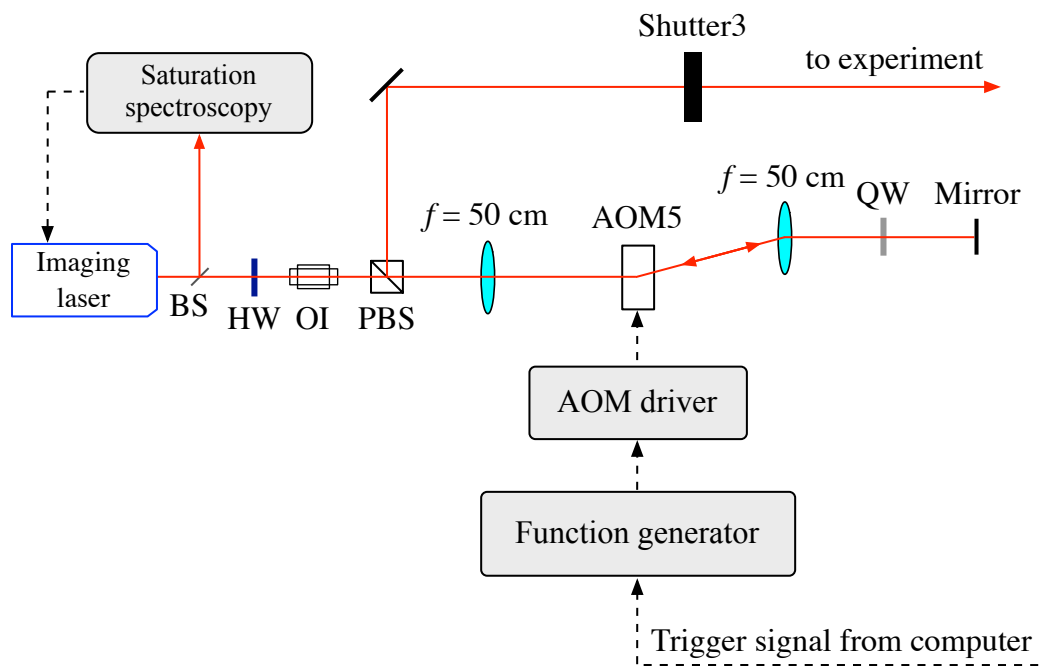 Shutter3
to experiment
Saturation
spectroscopy
f = 50 cm
QW
Mirror
f = 50 cm
AOM5
Imaging
laser
BS
HW
OI
PBS
AOM driver
Function generator
Trigger signal from computer